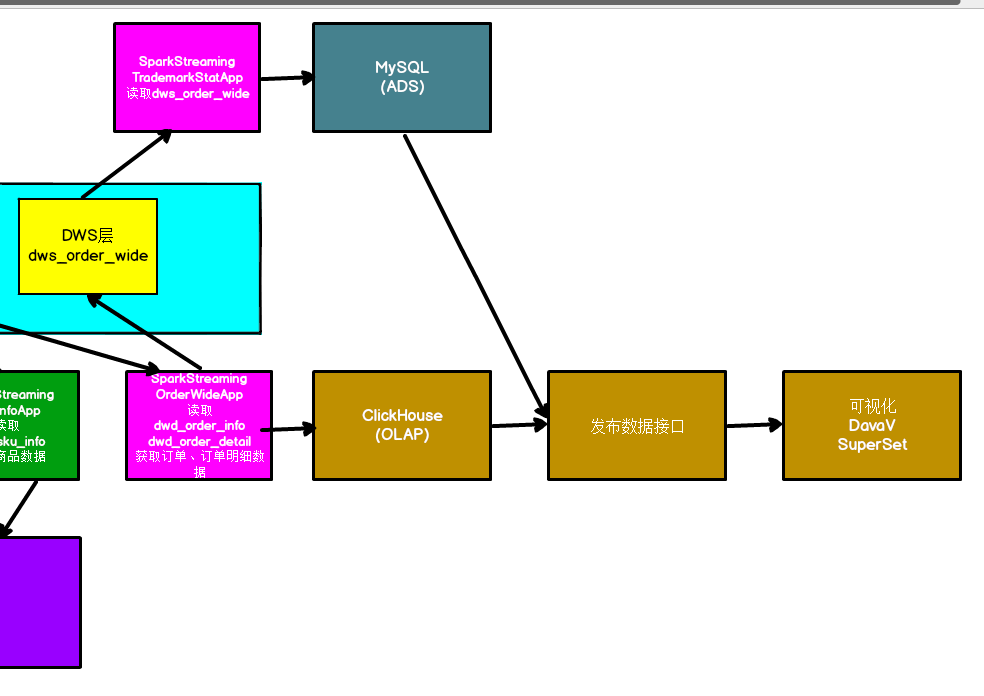 SparkStreaming
TrademarkStatApp
读取dws_order_wide
MySQL
(ADS)
DWS层
dws_order_wide
Streaming
nfoApp
读取
sku_info
商品数据
SparkStreaming
OrderWideApp
读取
dwd_order_info
dwd_order_detail
获取订单、订单明细数
据
ClickHouse
(OLAP)
发布数据接口
可视化
DavaV
SuperSet